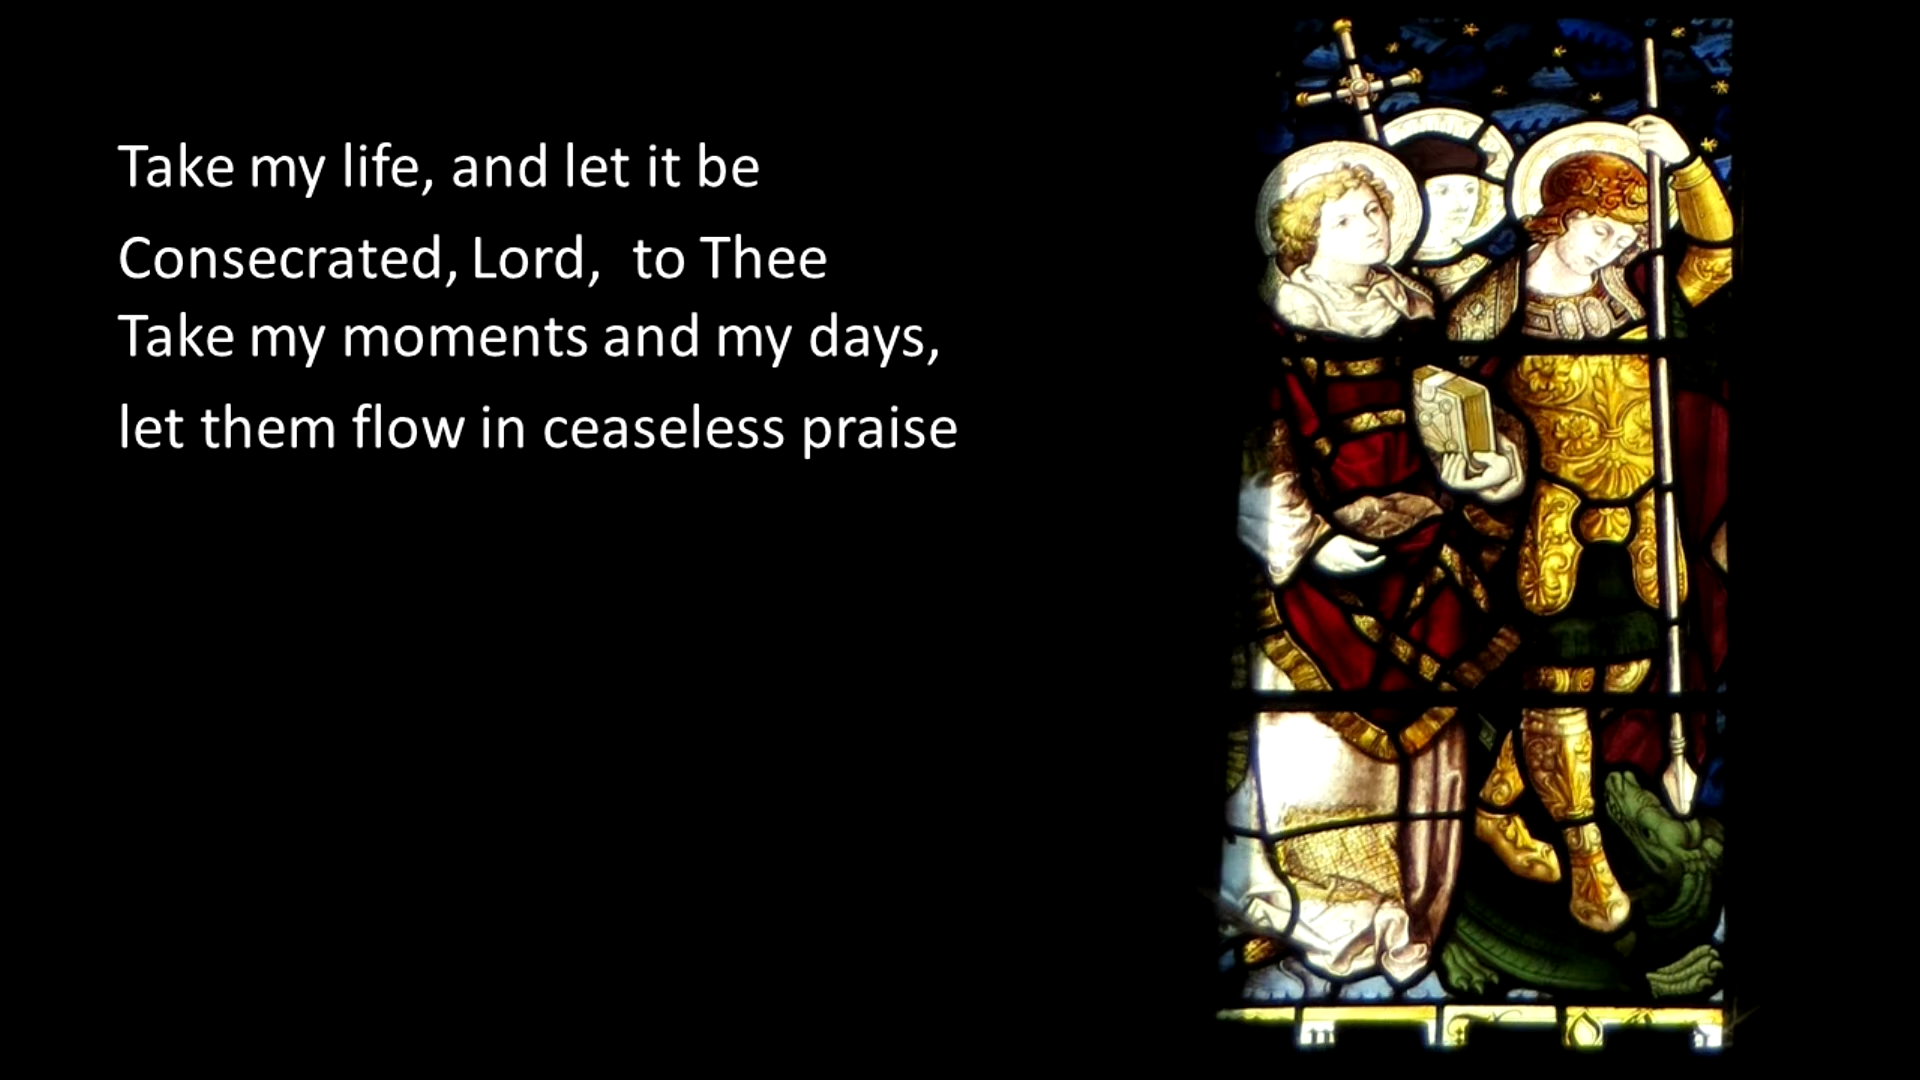 Take my life, and let it be
Consecrated, Lord,  to Thee
Take my moments and my days,
let them flow in ceaseless praise